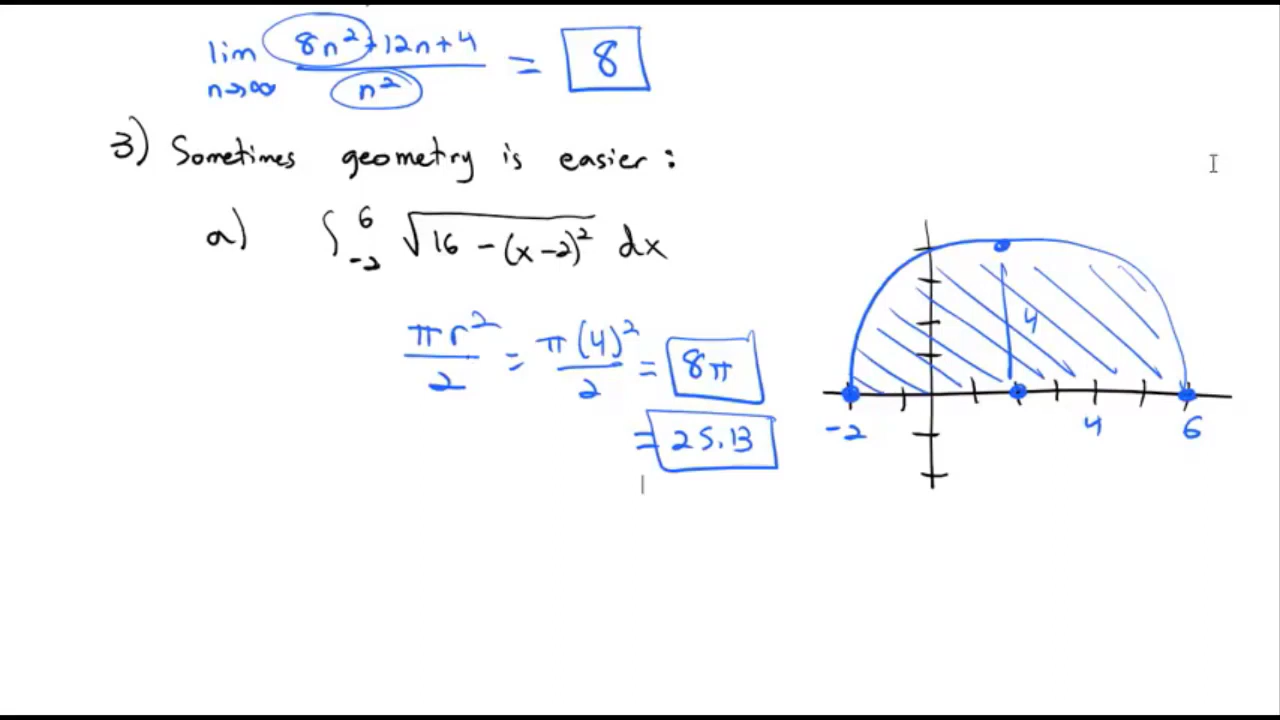 lim n→∞ (8n²+12n+4)/n² = 8
3) Sometimes geometry is easier:
a) ∫₋₂⁶ √(16-(x-2)²) dx
πr²/2 = π(4)²/2 = 8π
= 25.13
4
-2 4 6